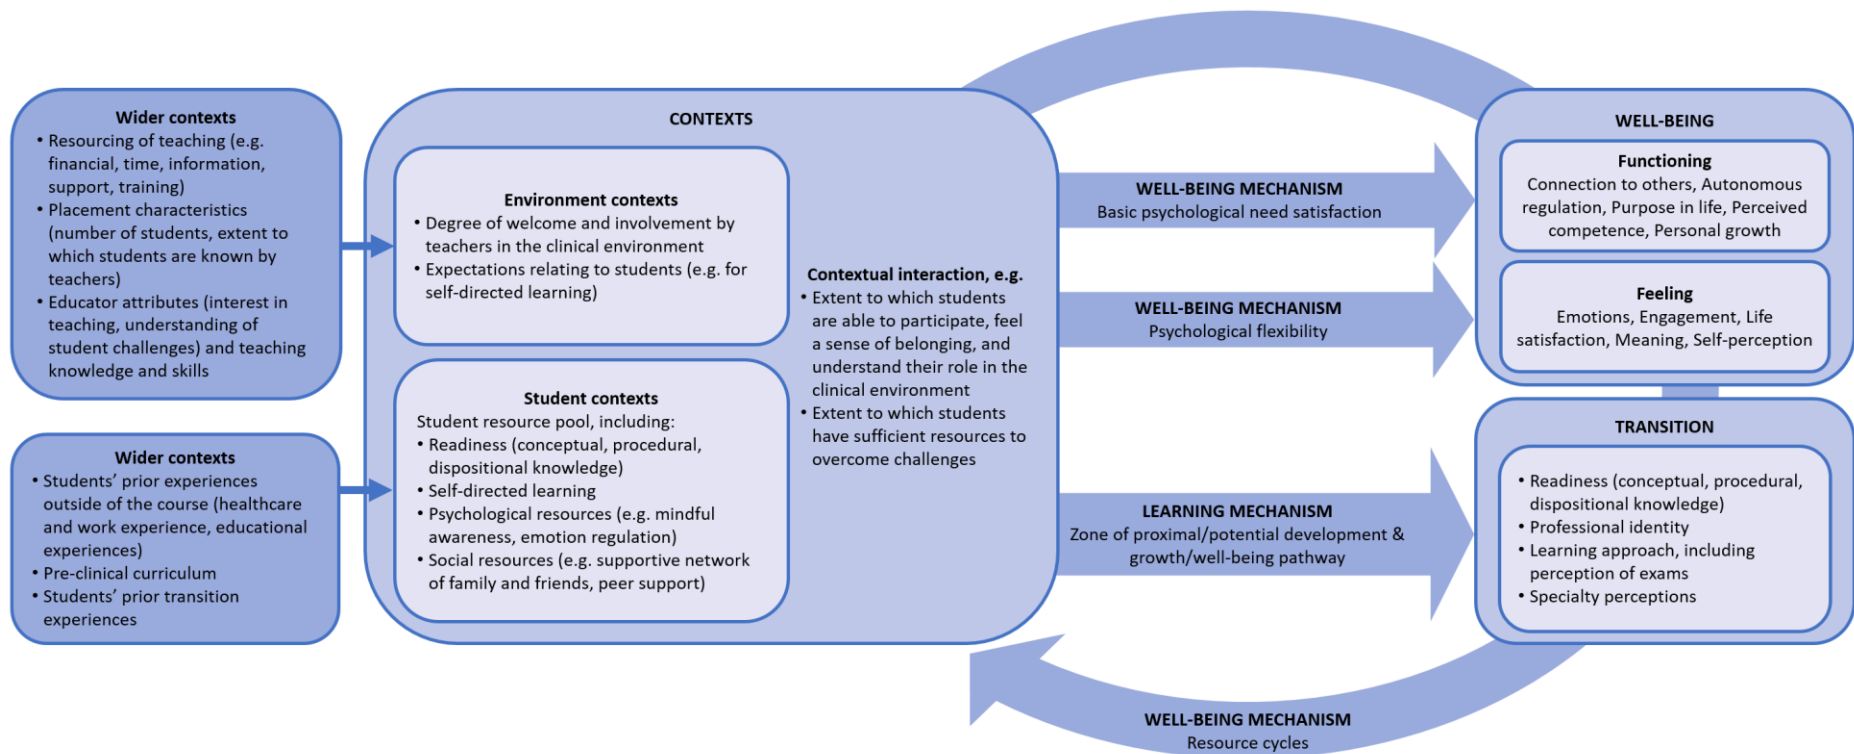 Wider contexts
• Resourcing of teaching (e.g.
financial, time, information,
support, training)
• Placement characteristics
(number of students, extent to
which students are known by
teachers)
• Educator attributes (interest in
teaching, understanding of
student challenges) and teaching
knowledge and skills
Wider contexts
• Students’ prior experiences
outside of the course (healthcare
and work experience, educational
experiences)
• Pre-clinical curriculum
• Students’ prior transition
experiences
CONTEXTS
Environment contexts
• Degree of welcome and involvement by
teachers in the clinical environment
• Expectations relating to students (e.g. for
self-directed learning)
Student contexts
Student resource pool, including:
• Readiness (conceptual, procedural,
dispositional knowledge)
• Self-directed learning
• Psychological resources (e.g. mindful
awareness, emotion regulation)
• Social resources (e.g. supportive network
of family and friends, peer support)
Contextual interaction, e.g.
• Extent to which students
are able to participate, feel
a sense of belonging, and
understand their role in the
clinical environment
• Extent to which students
have sufficient resources to
overcome challenges
WELL-BEING MECHANISM
Basic psychological need satisfaction
WELL-BEING MECHANISM
Psychological flexibility
LEARNING MECHANISM
Zone of proximal/potential development &
growth/well-being pathway
WELL-BEING MECHANISM
Resource cycles
WELL-BEING
Functioning
Connection to others, Autonomous
regulation, Purpose in life, Perceived
competence, Personal growth
Feeling
Emotions, Engagement, Life
satisfaction, Meaning, Self-perception
TRANSITION
• Readiness (conceptual, procedural,
dispositional knowledge)
• Professional identity
• Learning approach, including
perception of exams
• Specialty perceptions